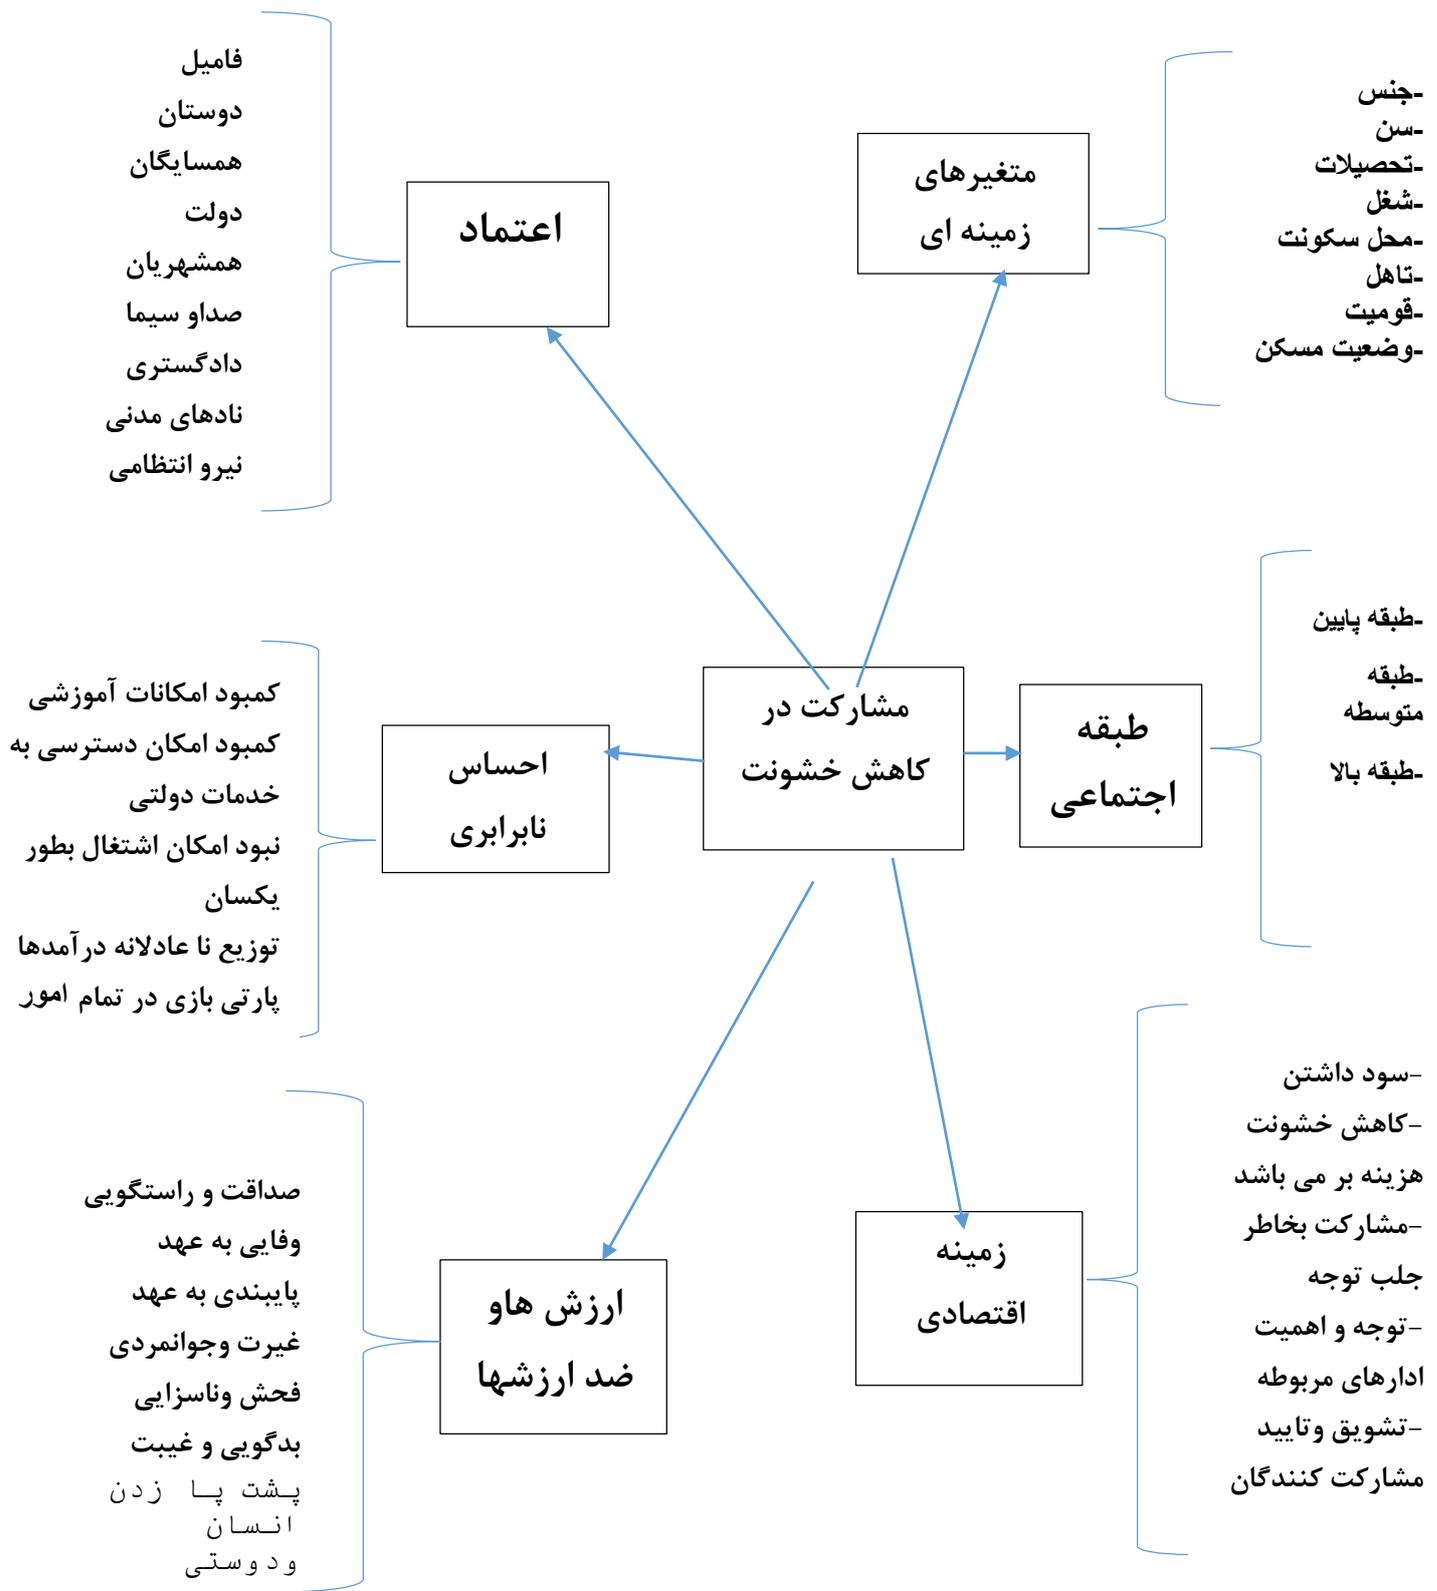 -جنس
-سن
-تحصیلات
-شغل
-محل سکونت
-تاهل
-قومیت
-وضعیت مسکن
متغیرهای
زمینه ای
فامیل
دوستان
همسایگان
دولت
همشهریان
صداو سیما
دادگستری
نادهای مدنی
نیرو انتظامی
اعتماد
-طبقه پایین
-طبقه
متوسطه
-طبقه بالا
طبقه
اجتماعی
مشارکت در
کاهش خشونت
احساس
نابرابری
کمبود امکانات آموزشی
کمبود امکان دسترسی به
خدمات دولتی
نبود امکان اشتغال بطور
یکسان
توزیع نا عادلانه درآمدها
پارتی بازی در تمام امور
-سود داشتن
-کاهش خشونت
هزینه بر می باشد
-مشارکت بخاطر
جلب توجه
-توجه و اهمیت
ادارهای مربوطه
-تشویق وتایید
مشارکت کنندگان
زمینه
اقتصادی
ارزش هاو
ضد ارزشها
صداقت و راستگویی
وفایی به عهد
پایبندی به عهد
غیرت وجوانمردی
فحش وناسزایی
بدگویی و غیبت
پشت پا زدن
انسان
ودوستی